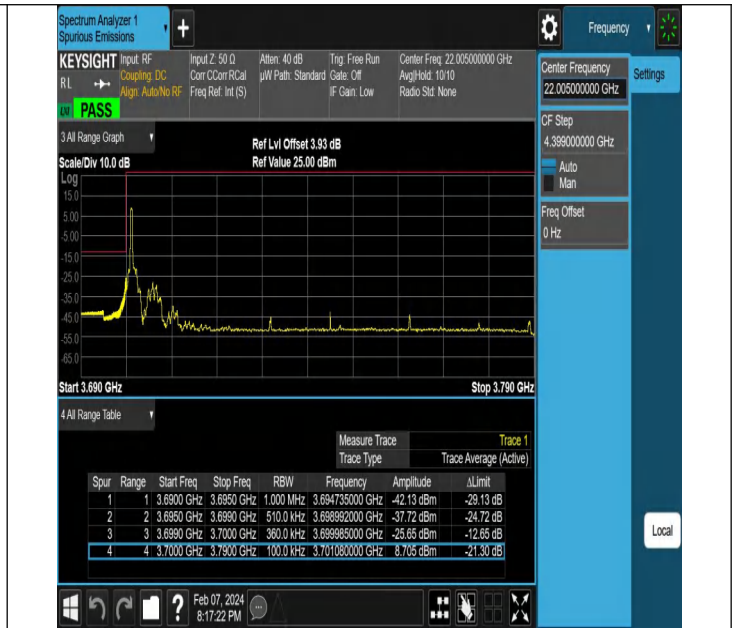 Spectrum Analyzer 1
Spurious Emissions
+
Frequency
KEYSIGHT Input: RF Input Z: 50 Ω Atten: 40 dB Trig: Free Run Center Freq: 22.005000000 GHz
RL Coupling: DC Corr CCorr RCal µW Path: Standard Gate: Off Avg|Hold: 10/10
Align: Auto/No RF Freq Ref: Int (S) IF Gain: Low Radio Std: None
PASS
Center Frequency
22.005000000 GHz
Settings
CF Step
4.399000000 GHz
Auto
Man
Freq Offset
0 Hz
3 All Range Graph
Ref Lvl Offset 3.93 dB
Scale/Div 10.0 dB Ref Value 25.00 dBm
Log
15.0
5.00
-5.00
-15.0
-25.0
-35.0
-45.0
-55.0
-65.0
Start 3.690 GHz Stop 3.790 GHz
4 All Range Table
Measure Trace Trace 1
Trace Type Trace Average (Active)
Spur Range Start Freq Stop Freq RBW Frequency Amplitude ΔLimit
1 1 3.6900 GHz 3.6950 GHz 1.000 MHz 3.694735000 GHz -42.13 dBm -29.13 dB
2 2 3.6950 GHz 3.6990 GHz 510.0 kHz 3.698992000 GHz -37.72 dBm -24.72 dB
3 3 3.6990 GHz 3.7000 GHz 360.0 kHz 3.699985000 GHz -25.65 dBm -12.65 dB
4 4 3.7000 GHz 3.7900 GHz 100.0 kHz 3.701080000 GHz 8.705 dBm -21.30 dB
Local
?
Feb 07, 2024
8:17:22 PM